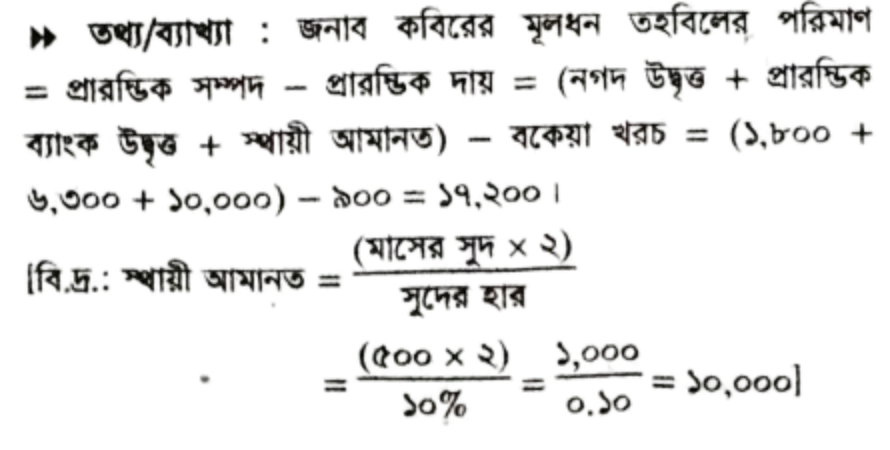 ▸▸ তথ্য/ব্যাখ্যা : জনাব কবিরের মূলধন তহবিলের পরিমাণ
= প্রারম্ভিক সম্পদ – প্রারম্ভিক দায় = (নগদ উদ্বৃত্ত + প্রারম্ভিক
ব্যাংক উদ্বৃত্ত + স্থায়ী আমানত) – বকেয়া খরচ = (১,৮০০ +
৬,৩০০ + ১০,০০০) – ৯০০ = ১৭,২০০।
[বি.দ্র.: স্থায়ী আমানত = (মাসের সুদ × ২) / সুদের হার
= (৫০০ × ২) / ১০% = ১,০০০ / ০.১০ = ১০,০০০]